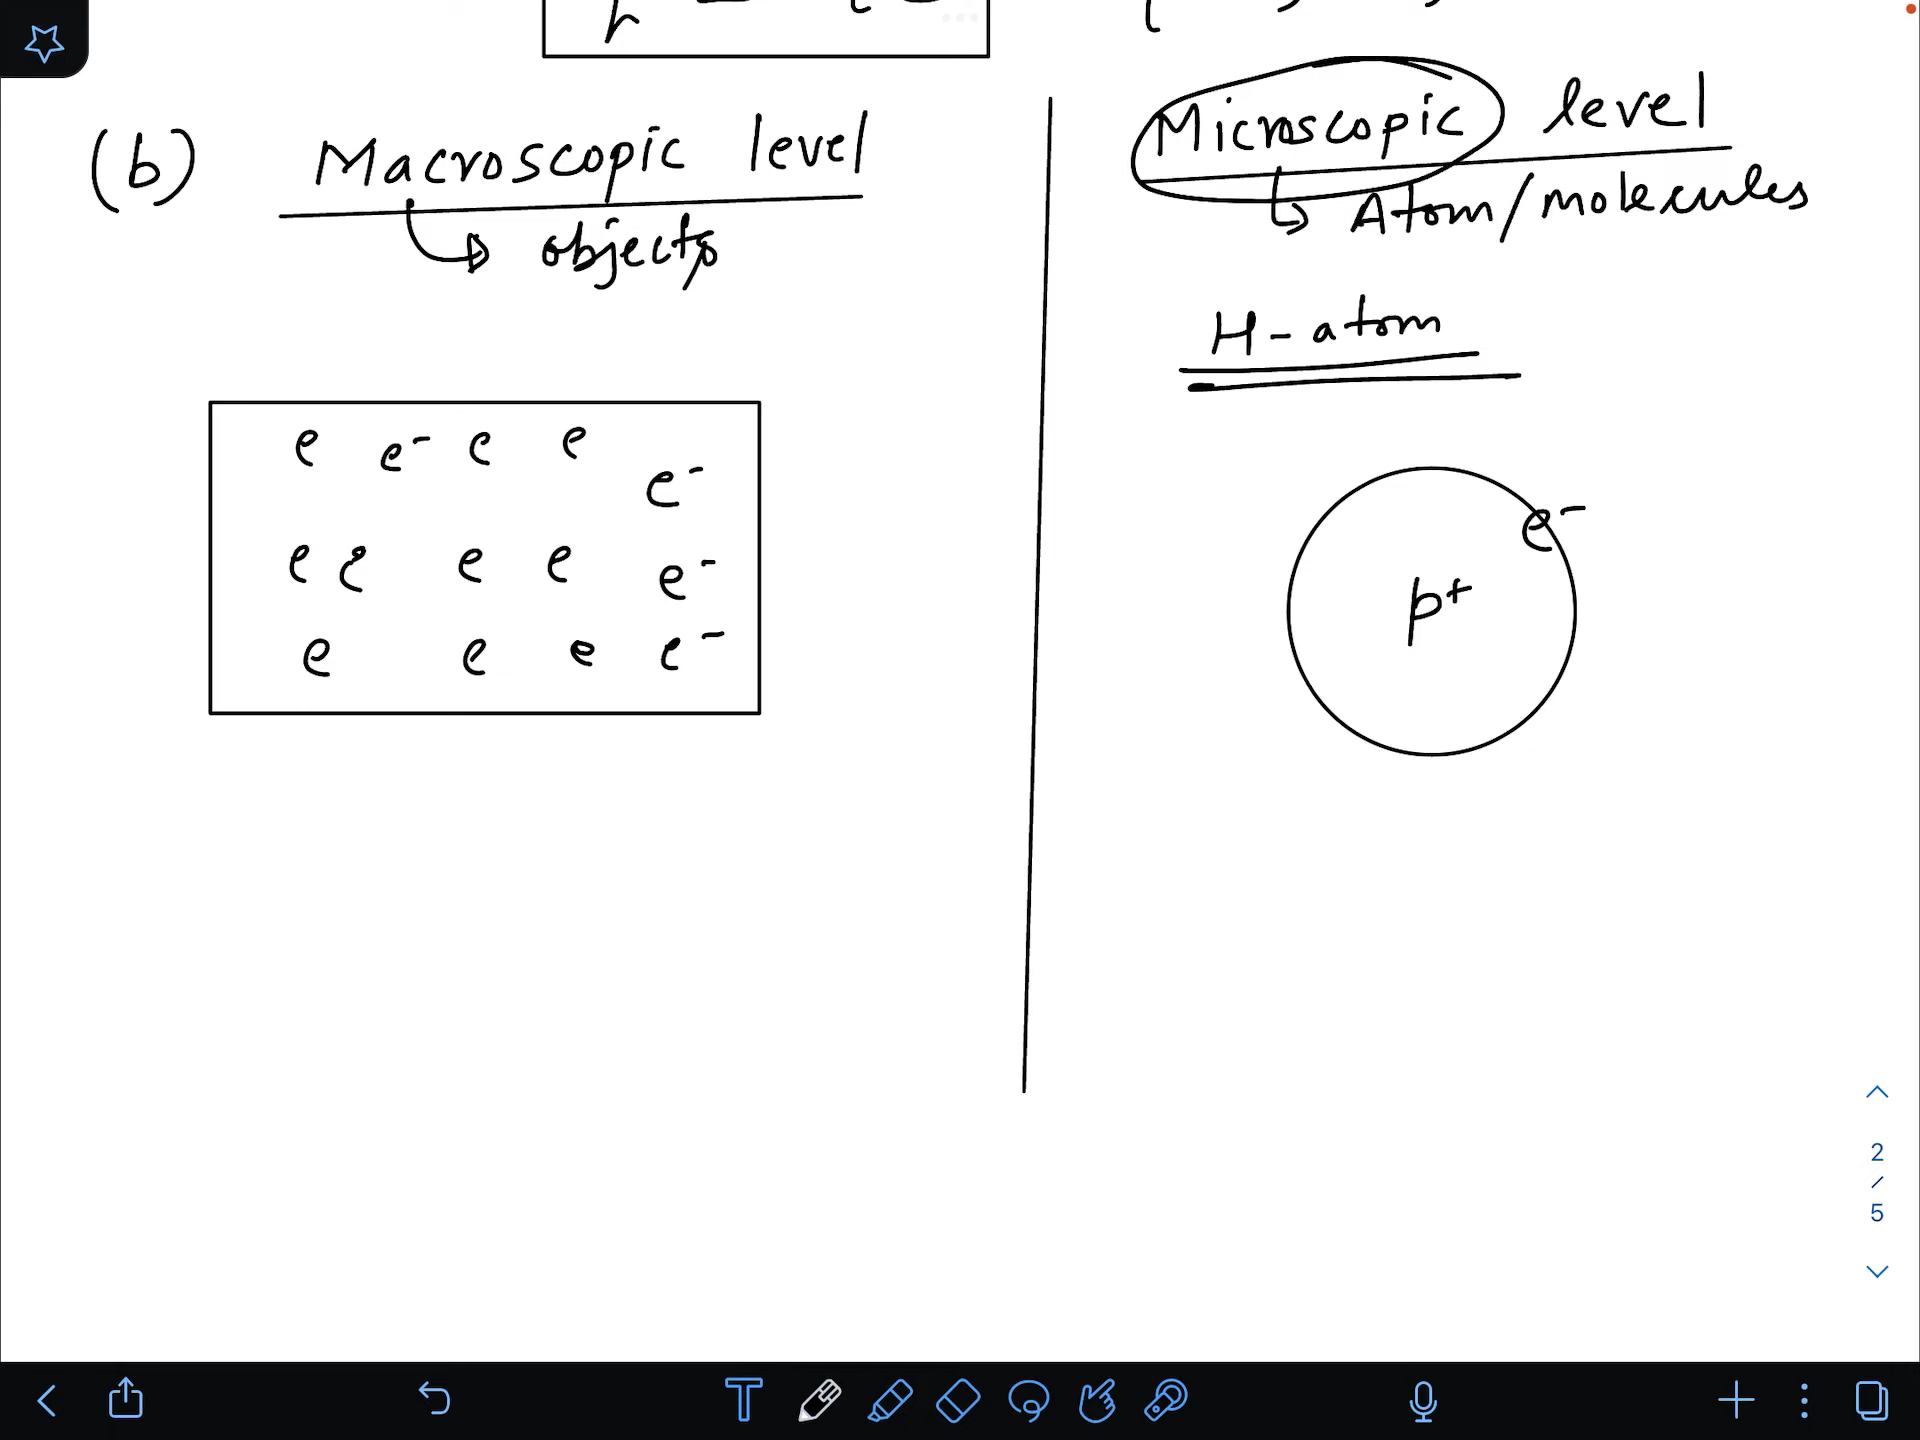 (b) Macroscopic level
objects
Microscopic level
Atom/molecules
H-atom
e e⁻ e e e⁻
e e e e e⁻
e e e e⁻
e⁻
p⁺
2
/
5
T